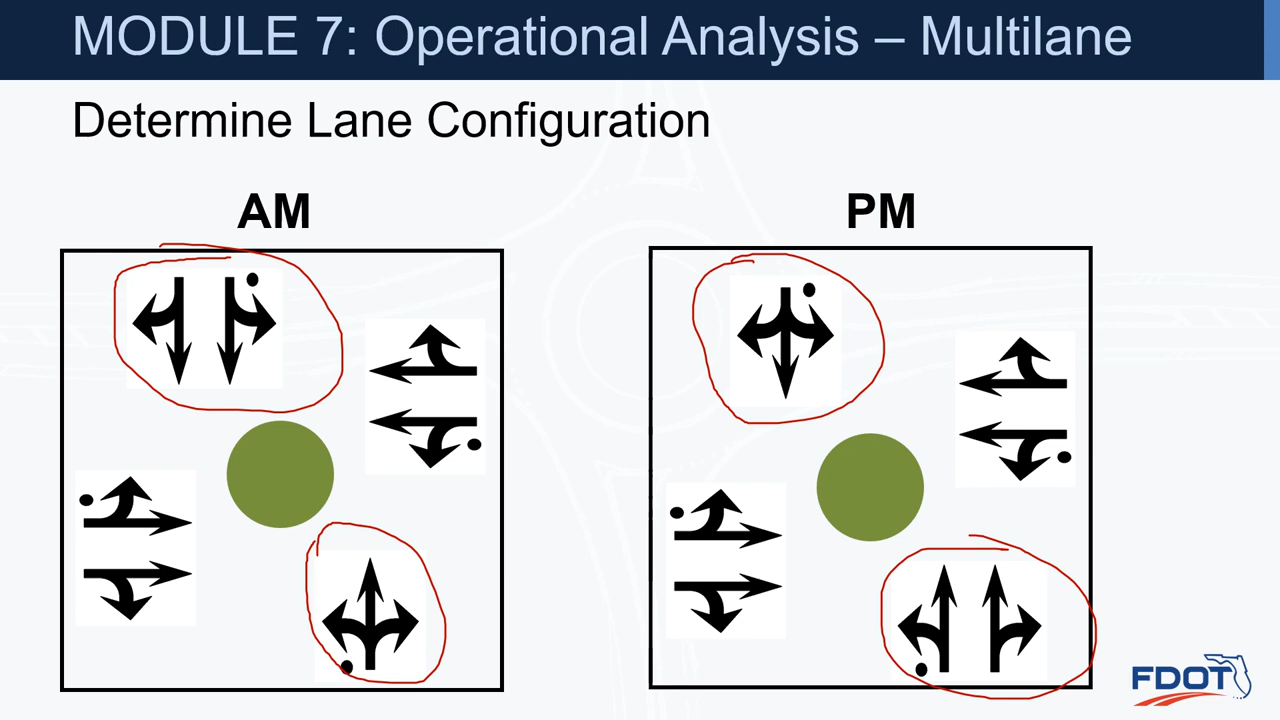 MODULE 7: Operational Analysis – Multilane
Determine Lane Configuration
AM
PM
FDOT